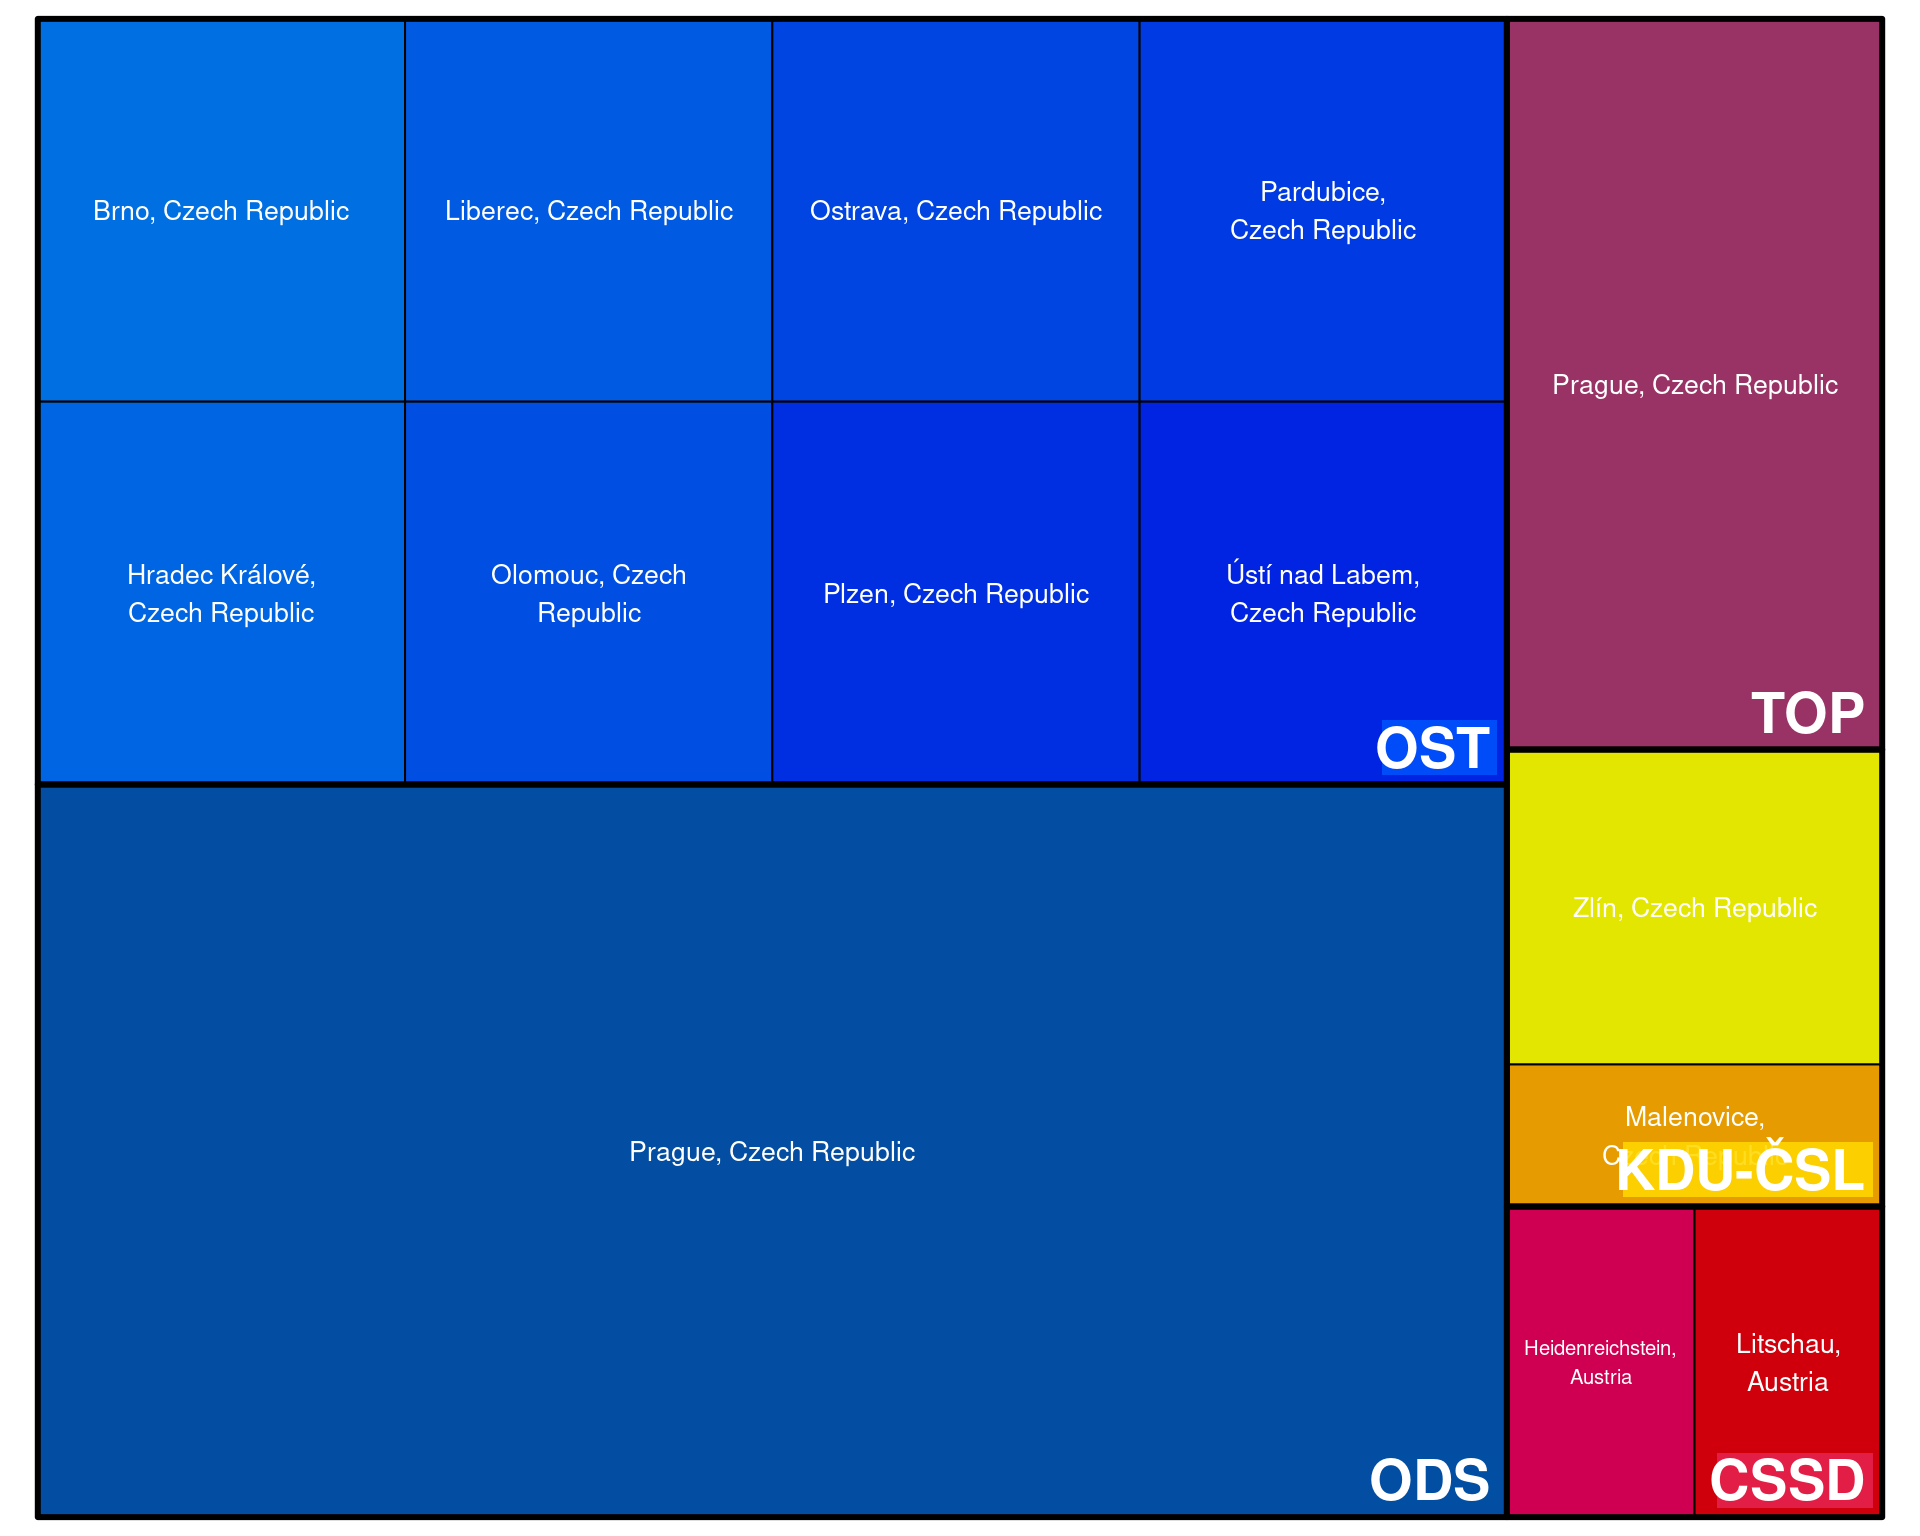 Brno, Czech Republic
Liberec, Czech Republic
Ostrava, Czech Republic
Pardubice,
Czech Republic
Hradec Králové,
Czech Republic
Olomouc, Czech
Republic
Plzen, Czech Republic
Ústí nad Labem,
Czech Republic
OST
Prague, Czech Republic
ODS
Prague, Czech Republic
TOP
Zlín, Czech Republic
Malenovice,
Czech Republic
KDU-ČSL
Heidenreichstein,
Austria
Litschau,
Austria
CSSD